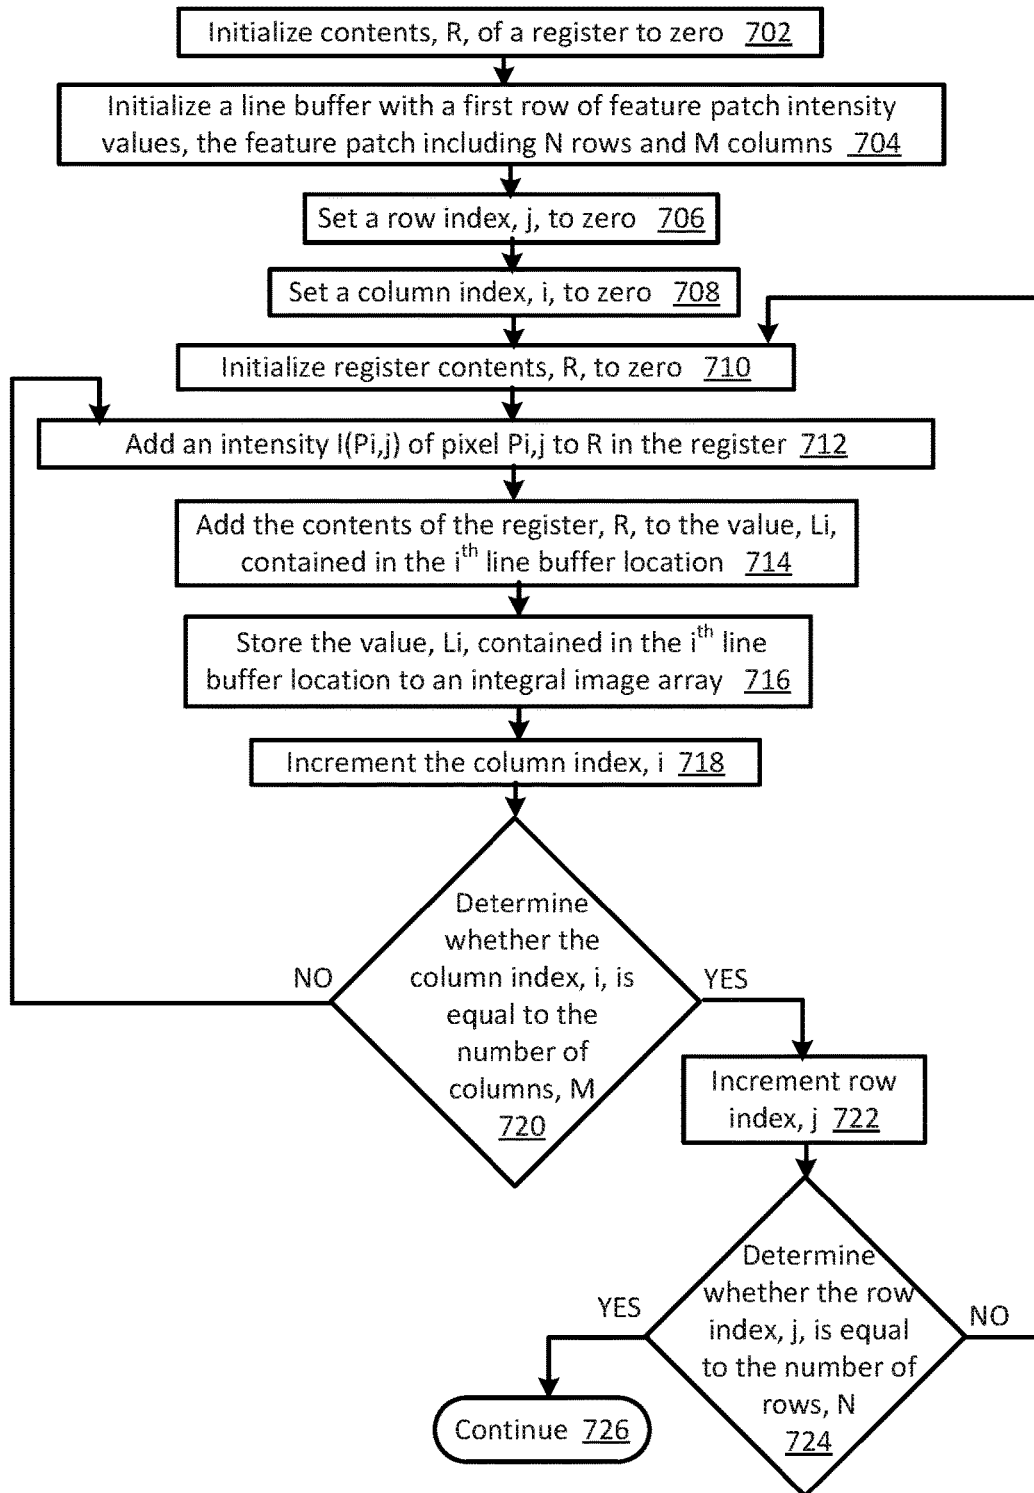 Initialize contents, R, of a register to zero 702
Initialize a line buffer with a first row of feature patch intensity
values, the feature patch including N rows and M columns 704
Set a row index, j, to zero 706
Set a column index, i, to zero 708
Initialize register contents, R, to zero 710
Add an intensity I(Pi,j) of pixel Pi,j to R in the register 712
Add the contents of the register, R, to the value, Li,
contained in the ith line buffer location 714
Store the value, Li, contained in the ith line
buffer location to an integral image array 716
Increment the column index, i 718
Determine
whether the
column index, i, is
equal to the
number of
columns, M
720
NO
YES
Increment row
index, j 722
Determine
whether the row
index, j, is equal
to the number of
rows, N
724
YES
NO
Continue 726